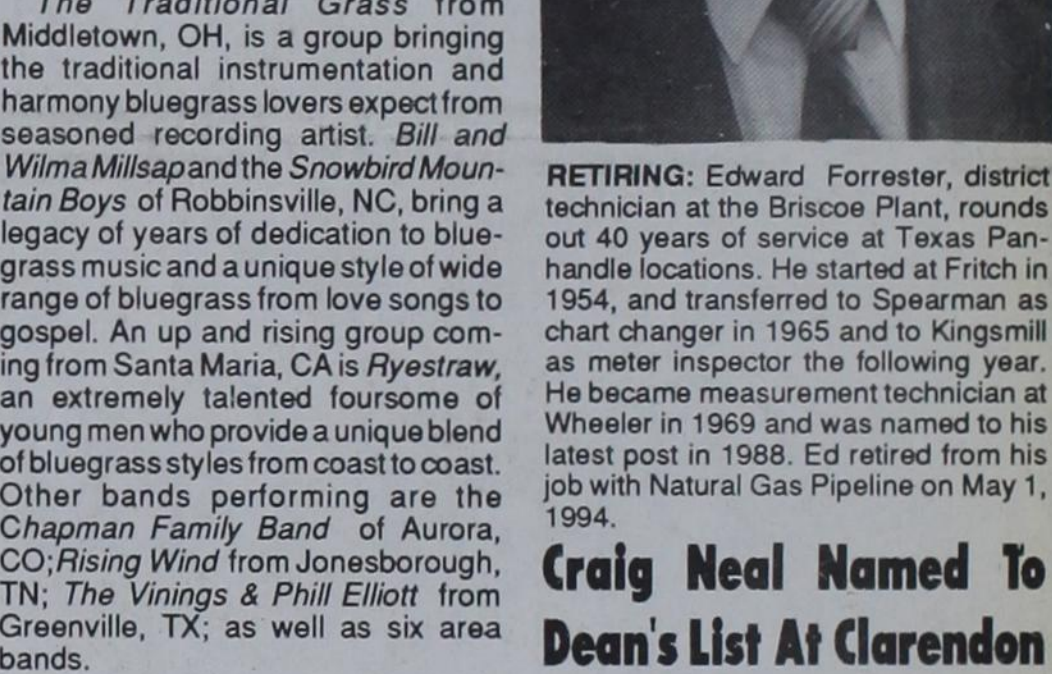 The Traditional Grass from
Middletown, OH, is a group bringing
the traditional instrumentation and
harmony bluegrass lovers expect from
seasoned recording artist. Bill and
Wilma Millsap and the Snowbird Moun-
tain Boys of Robbinsville, NC, bring a
legacy of years of dedication to blue-
grass music and a unique style of wide
range of bluegrass from love songs to
gospel. An up and rising group com-
ing from Santa Maria, CA is Ryestraw,
an extremely talented foursome of
young men who provide a unique blend
of bluegrass styles from coast to coast.
Other bands performing are the
Chapman Family Band of Aurora,
CO; Rising Wind from Jonesborough,
TN; The Vinings & Phill Elliott from
Greenville, TX; as well as six area
bands.
RETIRING: Edward Forrester, district
technician at the Briscoe Plant, rounds
out 40 years of service at Texas Pan-
handle locations. He started at Fritch in
1954, and transferred to Spearman as
chart changer in 1965 and to Kingsmill
as meter inspector the following year.
He became measurement technician at
Wheeler in 1969 and was named to his
latest post in 1988. Ed retired from his
job with Natural Gas Pipeline on May 1,
1994.
Craig Neal Named To
Dean's List At Clarendon